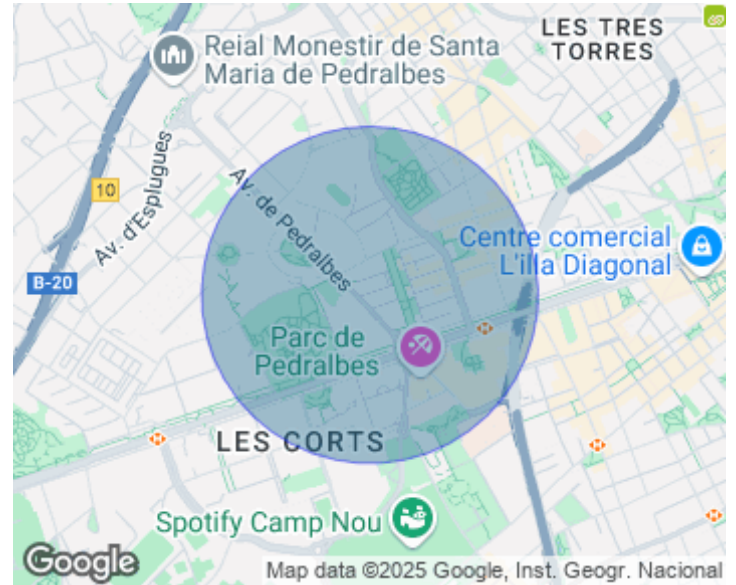 LES TRES
TORRES
Reial Monestir de Santa
Maria de Pedralbes
Av. d'Esplugues
10
Av. de Pedralbes
B-20
Centre comercial
L'illa Diagonal
Parc de
Pedralbes
LES CORTS
Spotify Camp Nou
Google
Map data ©2025 Google, Inst. Geogr. Nacional